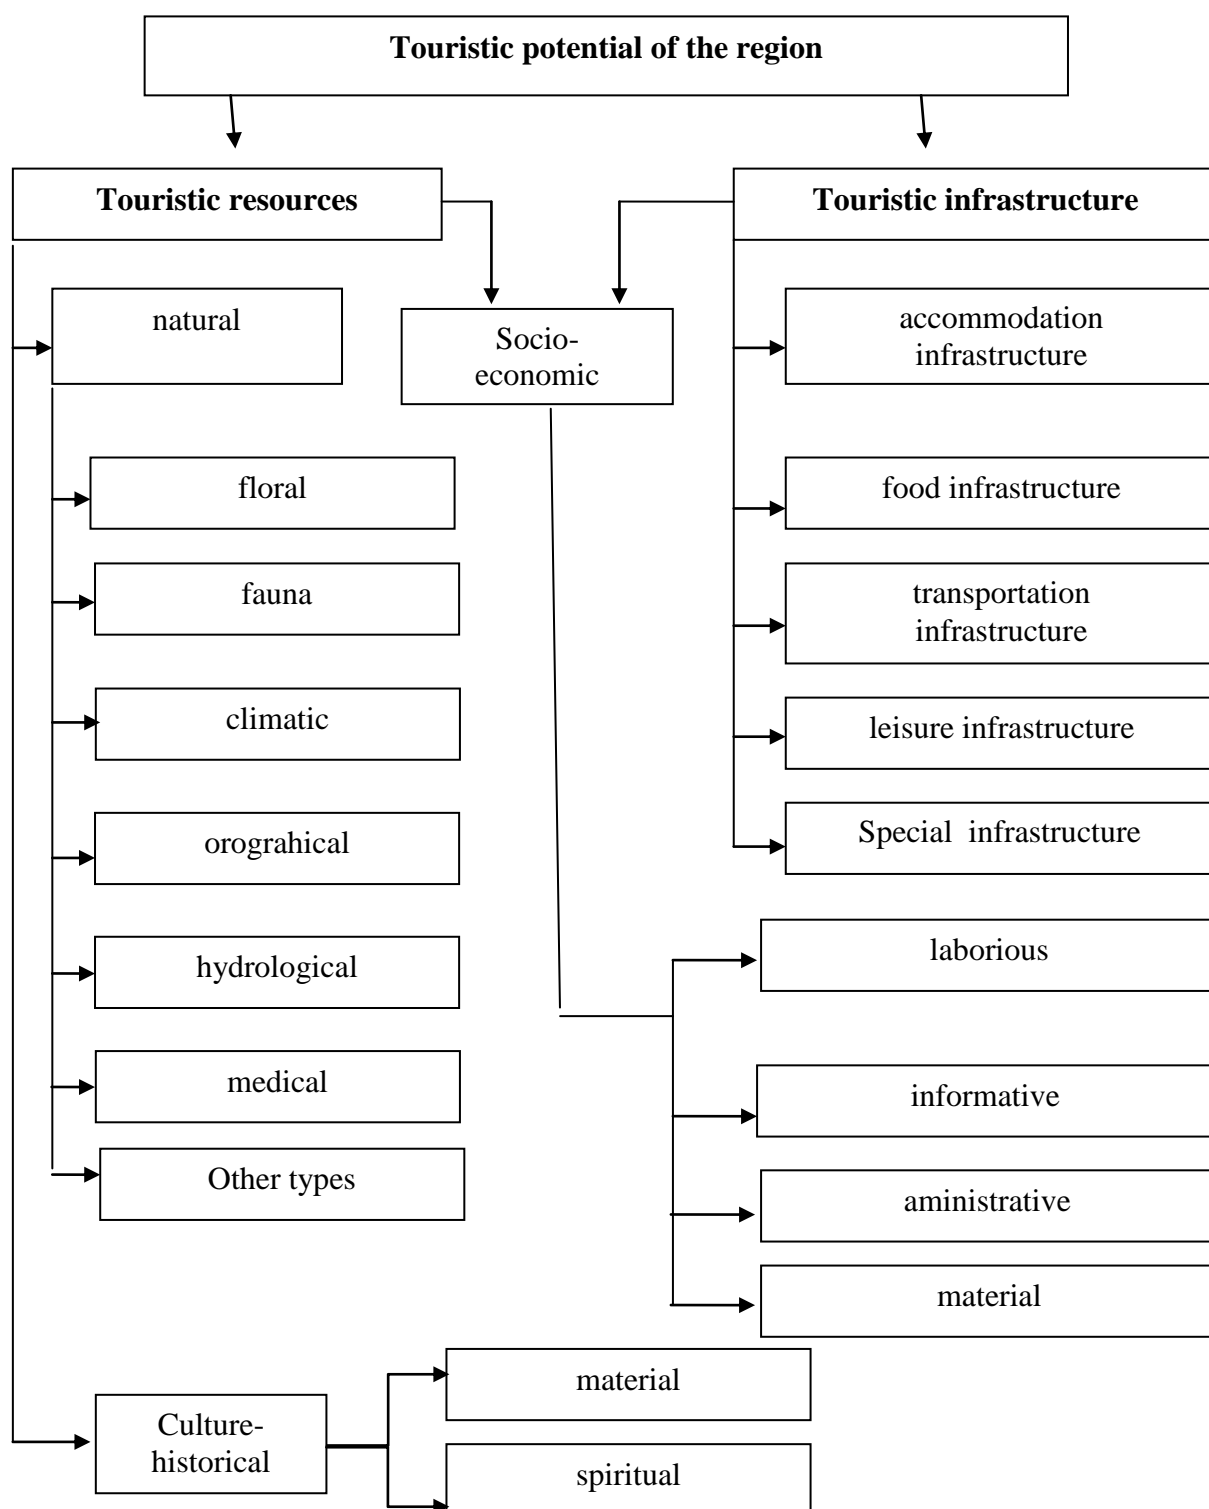 Touristic potential of the region
Touristic resources
Touristic infrastructure
natural
Socio-
economic
accommodation
infrastructure
floral
food infrastructure
fauna
transportation
infrastructure
climatic
leisure infrastructure
orograhical
Special  infrastructure
hydrological
laborious
medical
informative
Other types
aministrative
material
material
Culture-
historical
spiritual